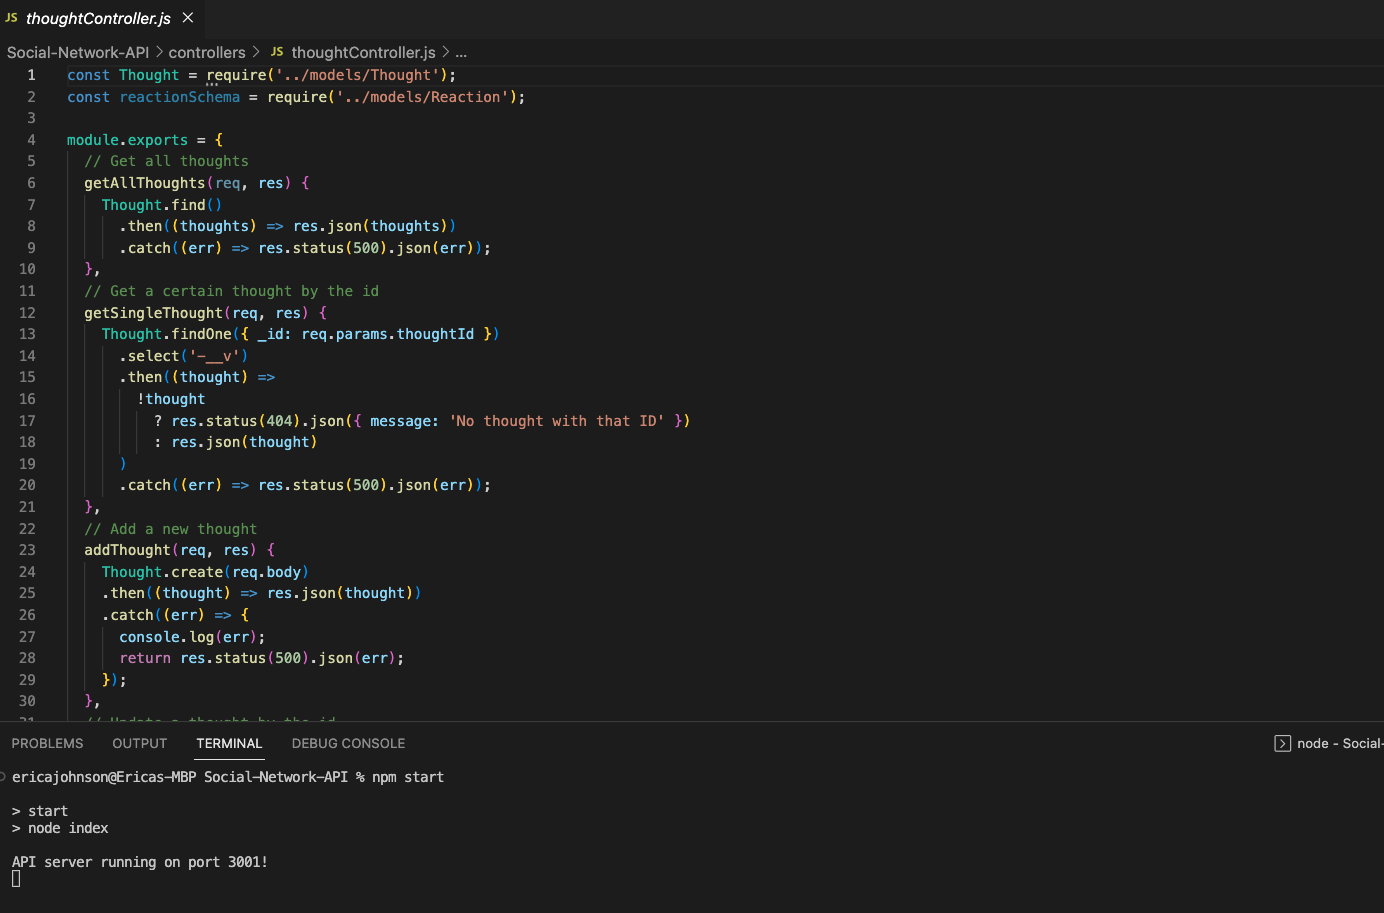 JS thoughtController.js ×
Social-Network-API > controllers > JS thoughtController.js > ...
1 const Thought = require('../models/Thought');
2 const reactionSchema = require('../models/Reaction');
3
4 module.exports = {
5 // Get all thoughts
6 getAllThoughts(req, res) {
7 Thought.find()
8 .then((thoughts) => res.json(thoughts))
9 .catch((err) => res.status(500).json(err));
10 },
11 // Get a certain thought by the id
12 getSingleThought(req, res) {
13 Thought.findOne({ _id: req.params.thoughtId })
14 .select('-__v')
15 .then((thought) =>
16 !thought
17 ? res.status(404).json({ message: 'No thought with that ID' })
18 : res.json(thought)
19 )
20 .catch((err) => res.status(500).json(err));
21 },
22 // Add a new thought
23 addThought(req, res) {
24 Thought.create(req.body)
25 .then((thought) => res.json(thought))
26 .catch((err) => {
27 console.log(err);
28 return res.status(500).json(err);
29 });
30 },
31 // Update a thought by the id
PROBLEMS OUTPUT TERMINAL DEBUG CONSOLE node - Social-
ericajohnson@Ericas-MBP Social-Network-API % npm start
> start
> node index
API server running on port 3001!